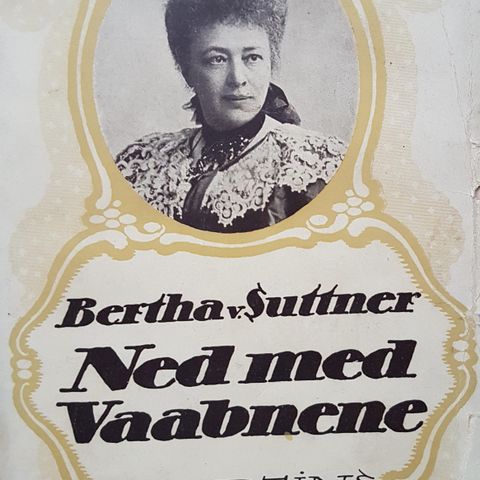 Bertha v. Suttner
Ned med
Vaabnene